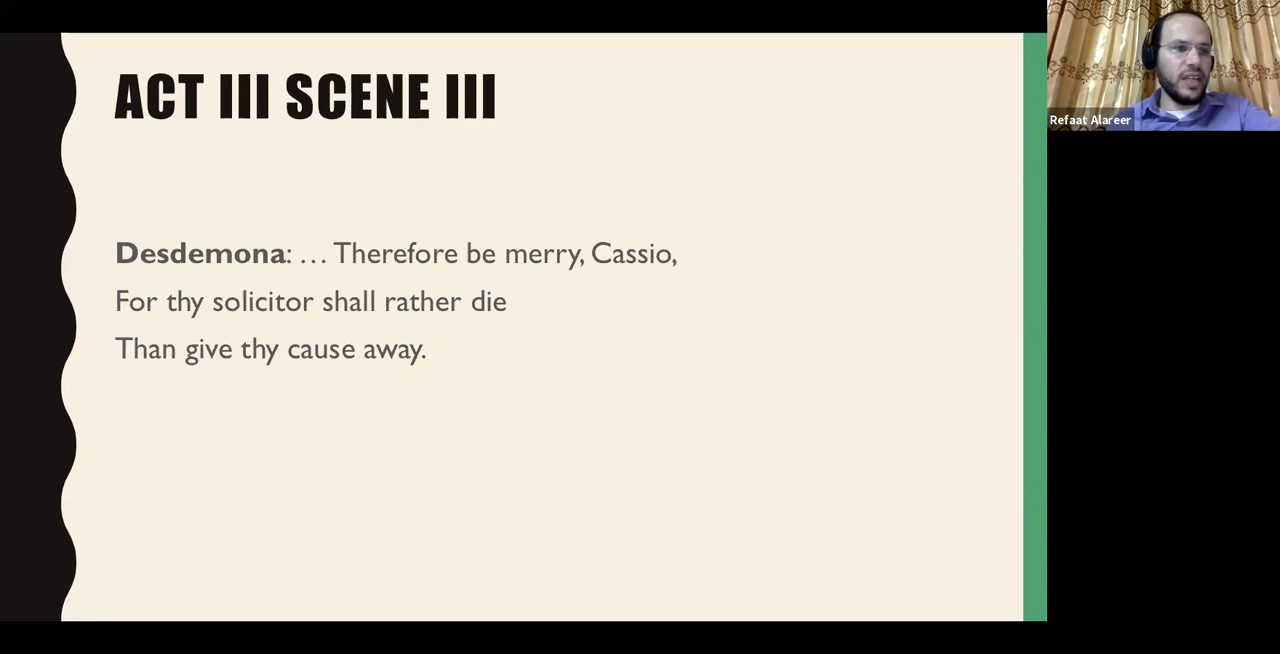 ACT III SCENE III
Refaat Alareer
Desdemona: … Therefore be merry, Cassio,
For thy solicitor shall rather die
Than give thy cause away.